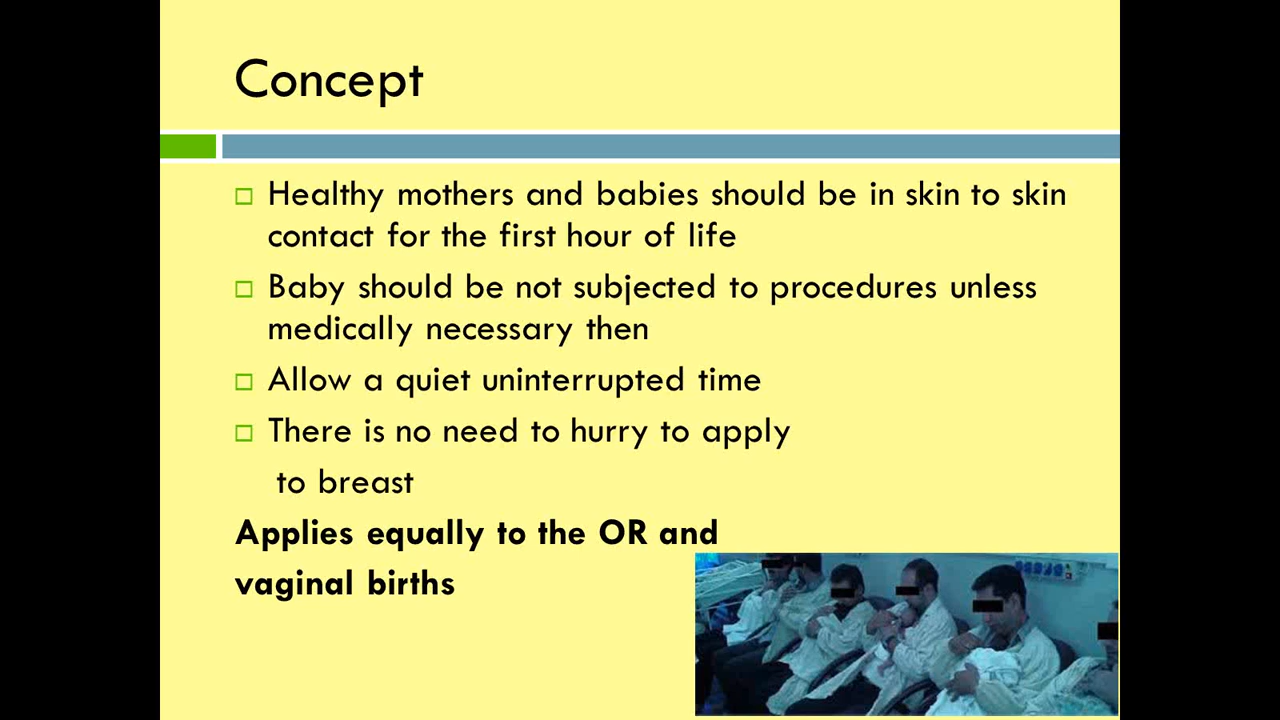 Concept
Healthy mothers and babies should be in skin to skin
contact for the first hour of life
Baby should be not subjected to procedures unless
medically necessary then
Allow a quiet uninterrupted time
There is no need to hurry to apply
to breast
Applies equally to the OR and
vaginal births